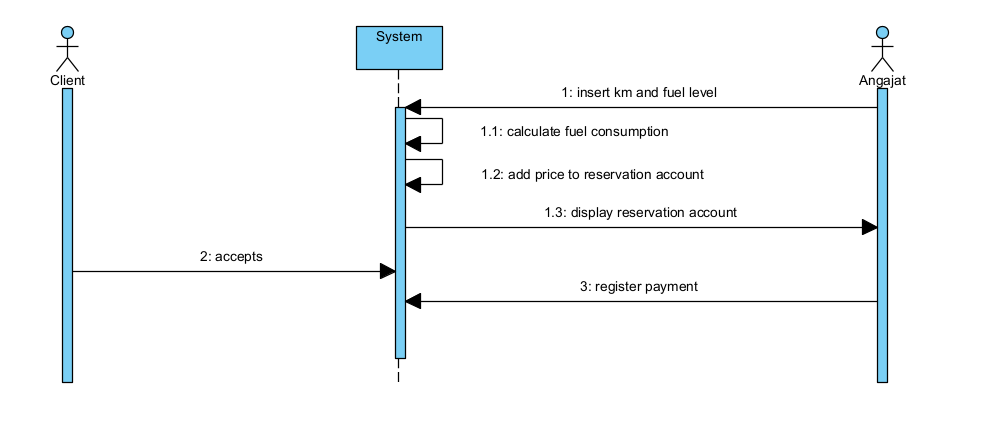 System
Client
Angajat
1: insert km and fuel level
1.1: calculate fuel consumption
1.2: add price to reservation account
1.3: display reservation account
2: accepts
3: register payment